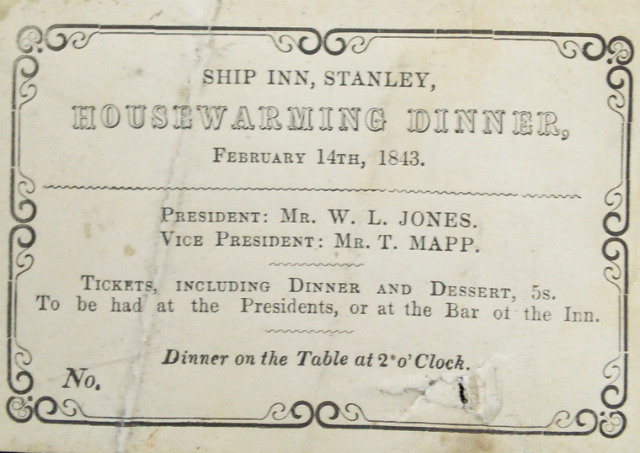 SHIP INN, STANLEY,
HOUSEWARMING DINNER,
FEBRUARY 14TH, 1843.
PRESIDENT: MR. W. L. JONES.
VICE PRESIDENT: MR. T. MAPP.
TICKETS, INCLUDING DINNER AND DESSERT, 5s.
To be had at the Presidents, or at the Bar of the Inn.
Dinner on the Table at 2 o'Clock.
No.